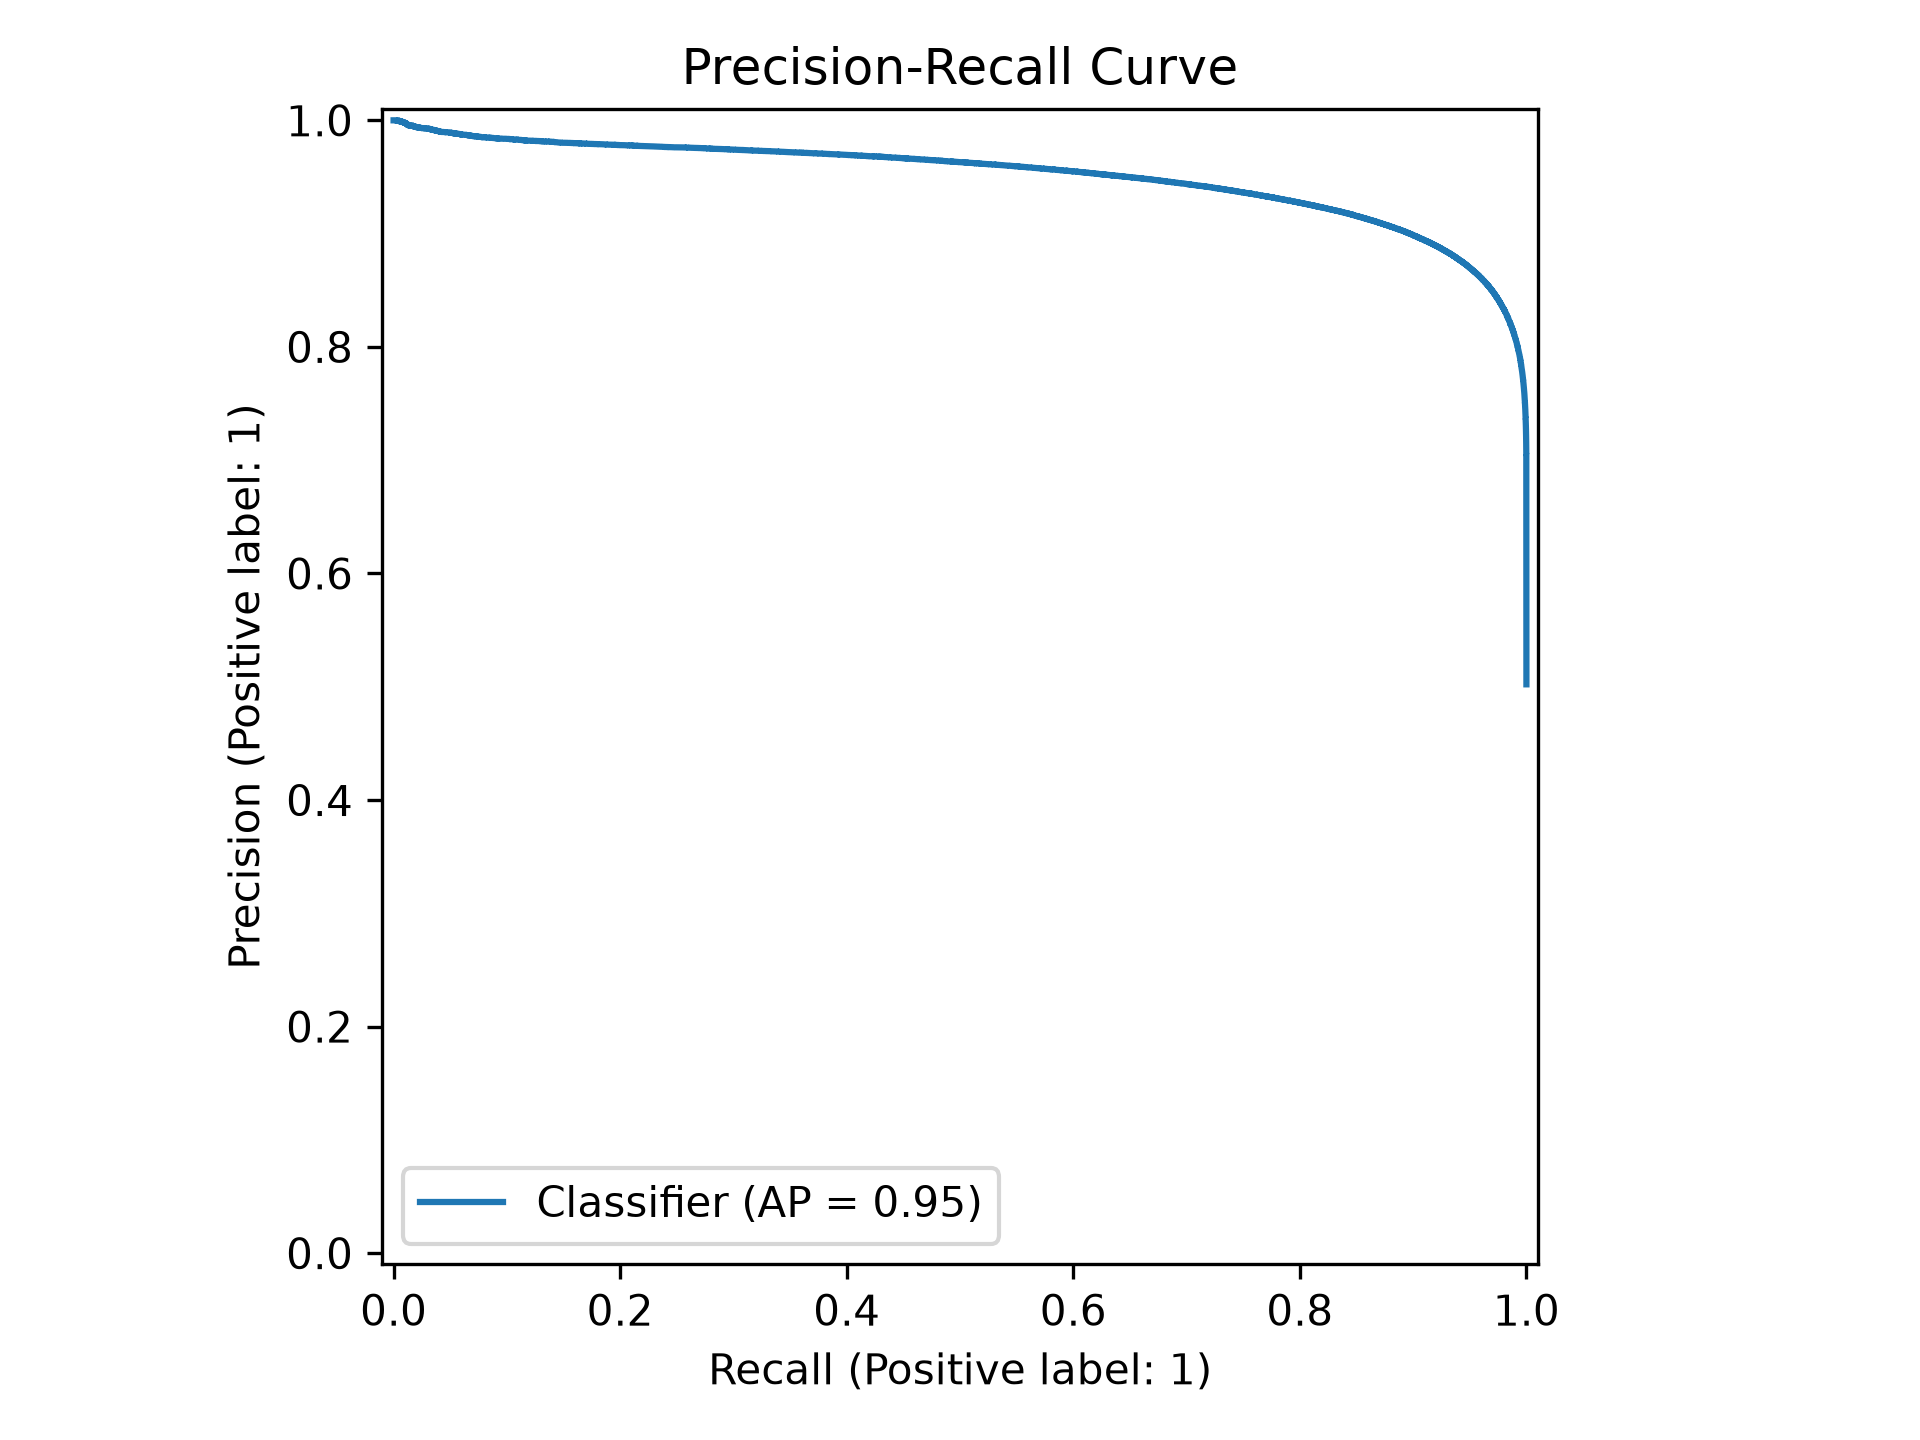 Precision-Recall Curve
1.0
0.8
0.6
0.4
0.2
0.0
Precision (Positive label: 1)
Classifier (AP = 0.95)
0.0 0.2 0.4 0.6 0.8 1.0
Recall (Positive label: 1)